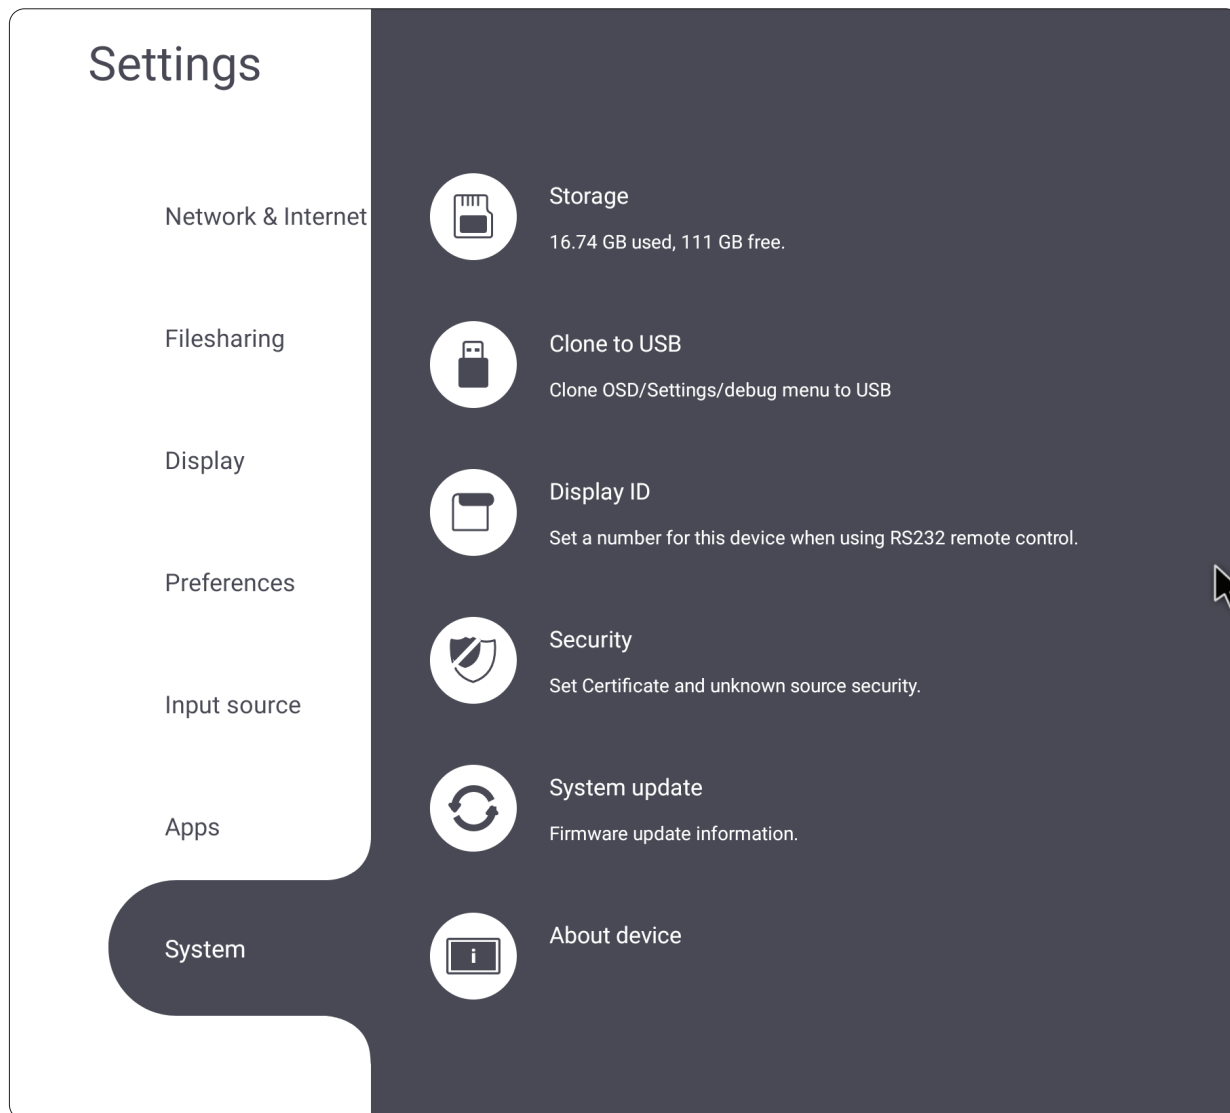 Settings
Network & Internet
Filesharing
Display
Preferences
Input source
Apps
System
Storage
16.74 GB used, 111 GB free.
Clone to USB
Clone OSD/Settings/debug menu to USB
Display ID
Set a number for this device when using RS232 remote control.
Security
Set Certificate and unknown source security.
System update
Firmware update information.
About device
i